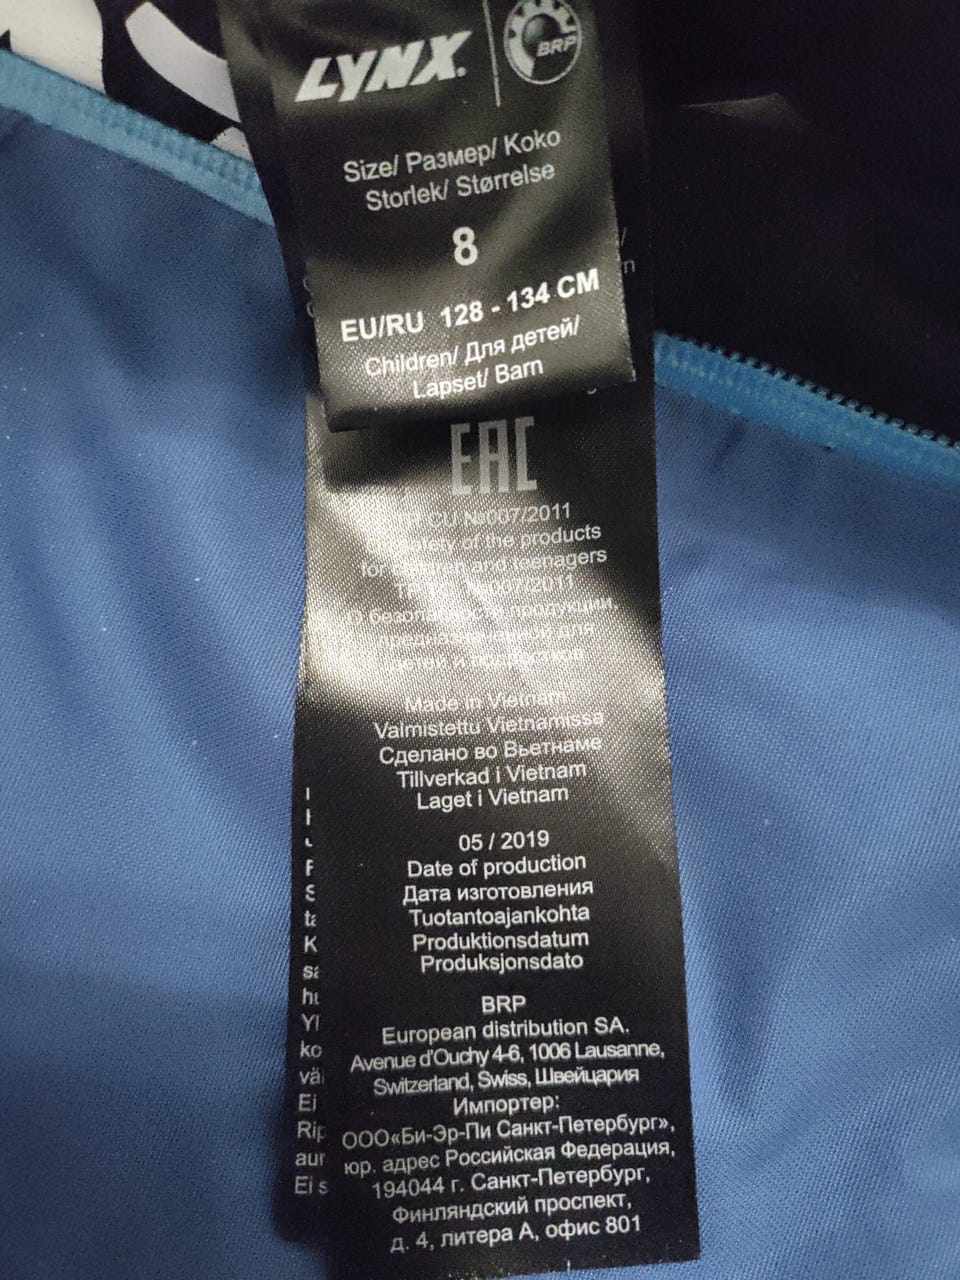 LYNX.
BRP
Size/ Размер/ Koko
Storlek/ Størrelse
8
EU/RU 128 - 134 CM
Children/ Для детей/
Lapset/ Barn
EAC
CU №007/2011
of the products
and teenagers
продукции,
для
детей и подростков
Made in Vietnam
Valmistettu Vietnamissa
Сделано во Вьетнаме
Tillverkad i Vietnam
Laget i Vietnam
05 / 2019
Date of production
Дата изготовления
Tuotantoajankohta
Produktionsdatum
Produksjonsdato
BRP
European distribution SA.
Avenue d'Ouchy 4-6, 1006 Lausanne,
Switzerland, Swiss, Швейцария
Импортер:
ООО«Би-Эр-Пи Санкт-Петербург»,
юр. адрес Российская Федерация,
194044 г. Санкт-Петербург,
Финляндский проспект,
д. 4, литера А, офис 801